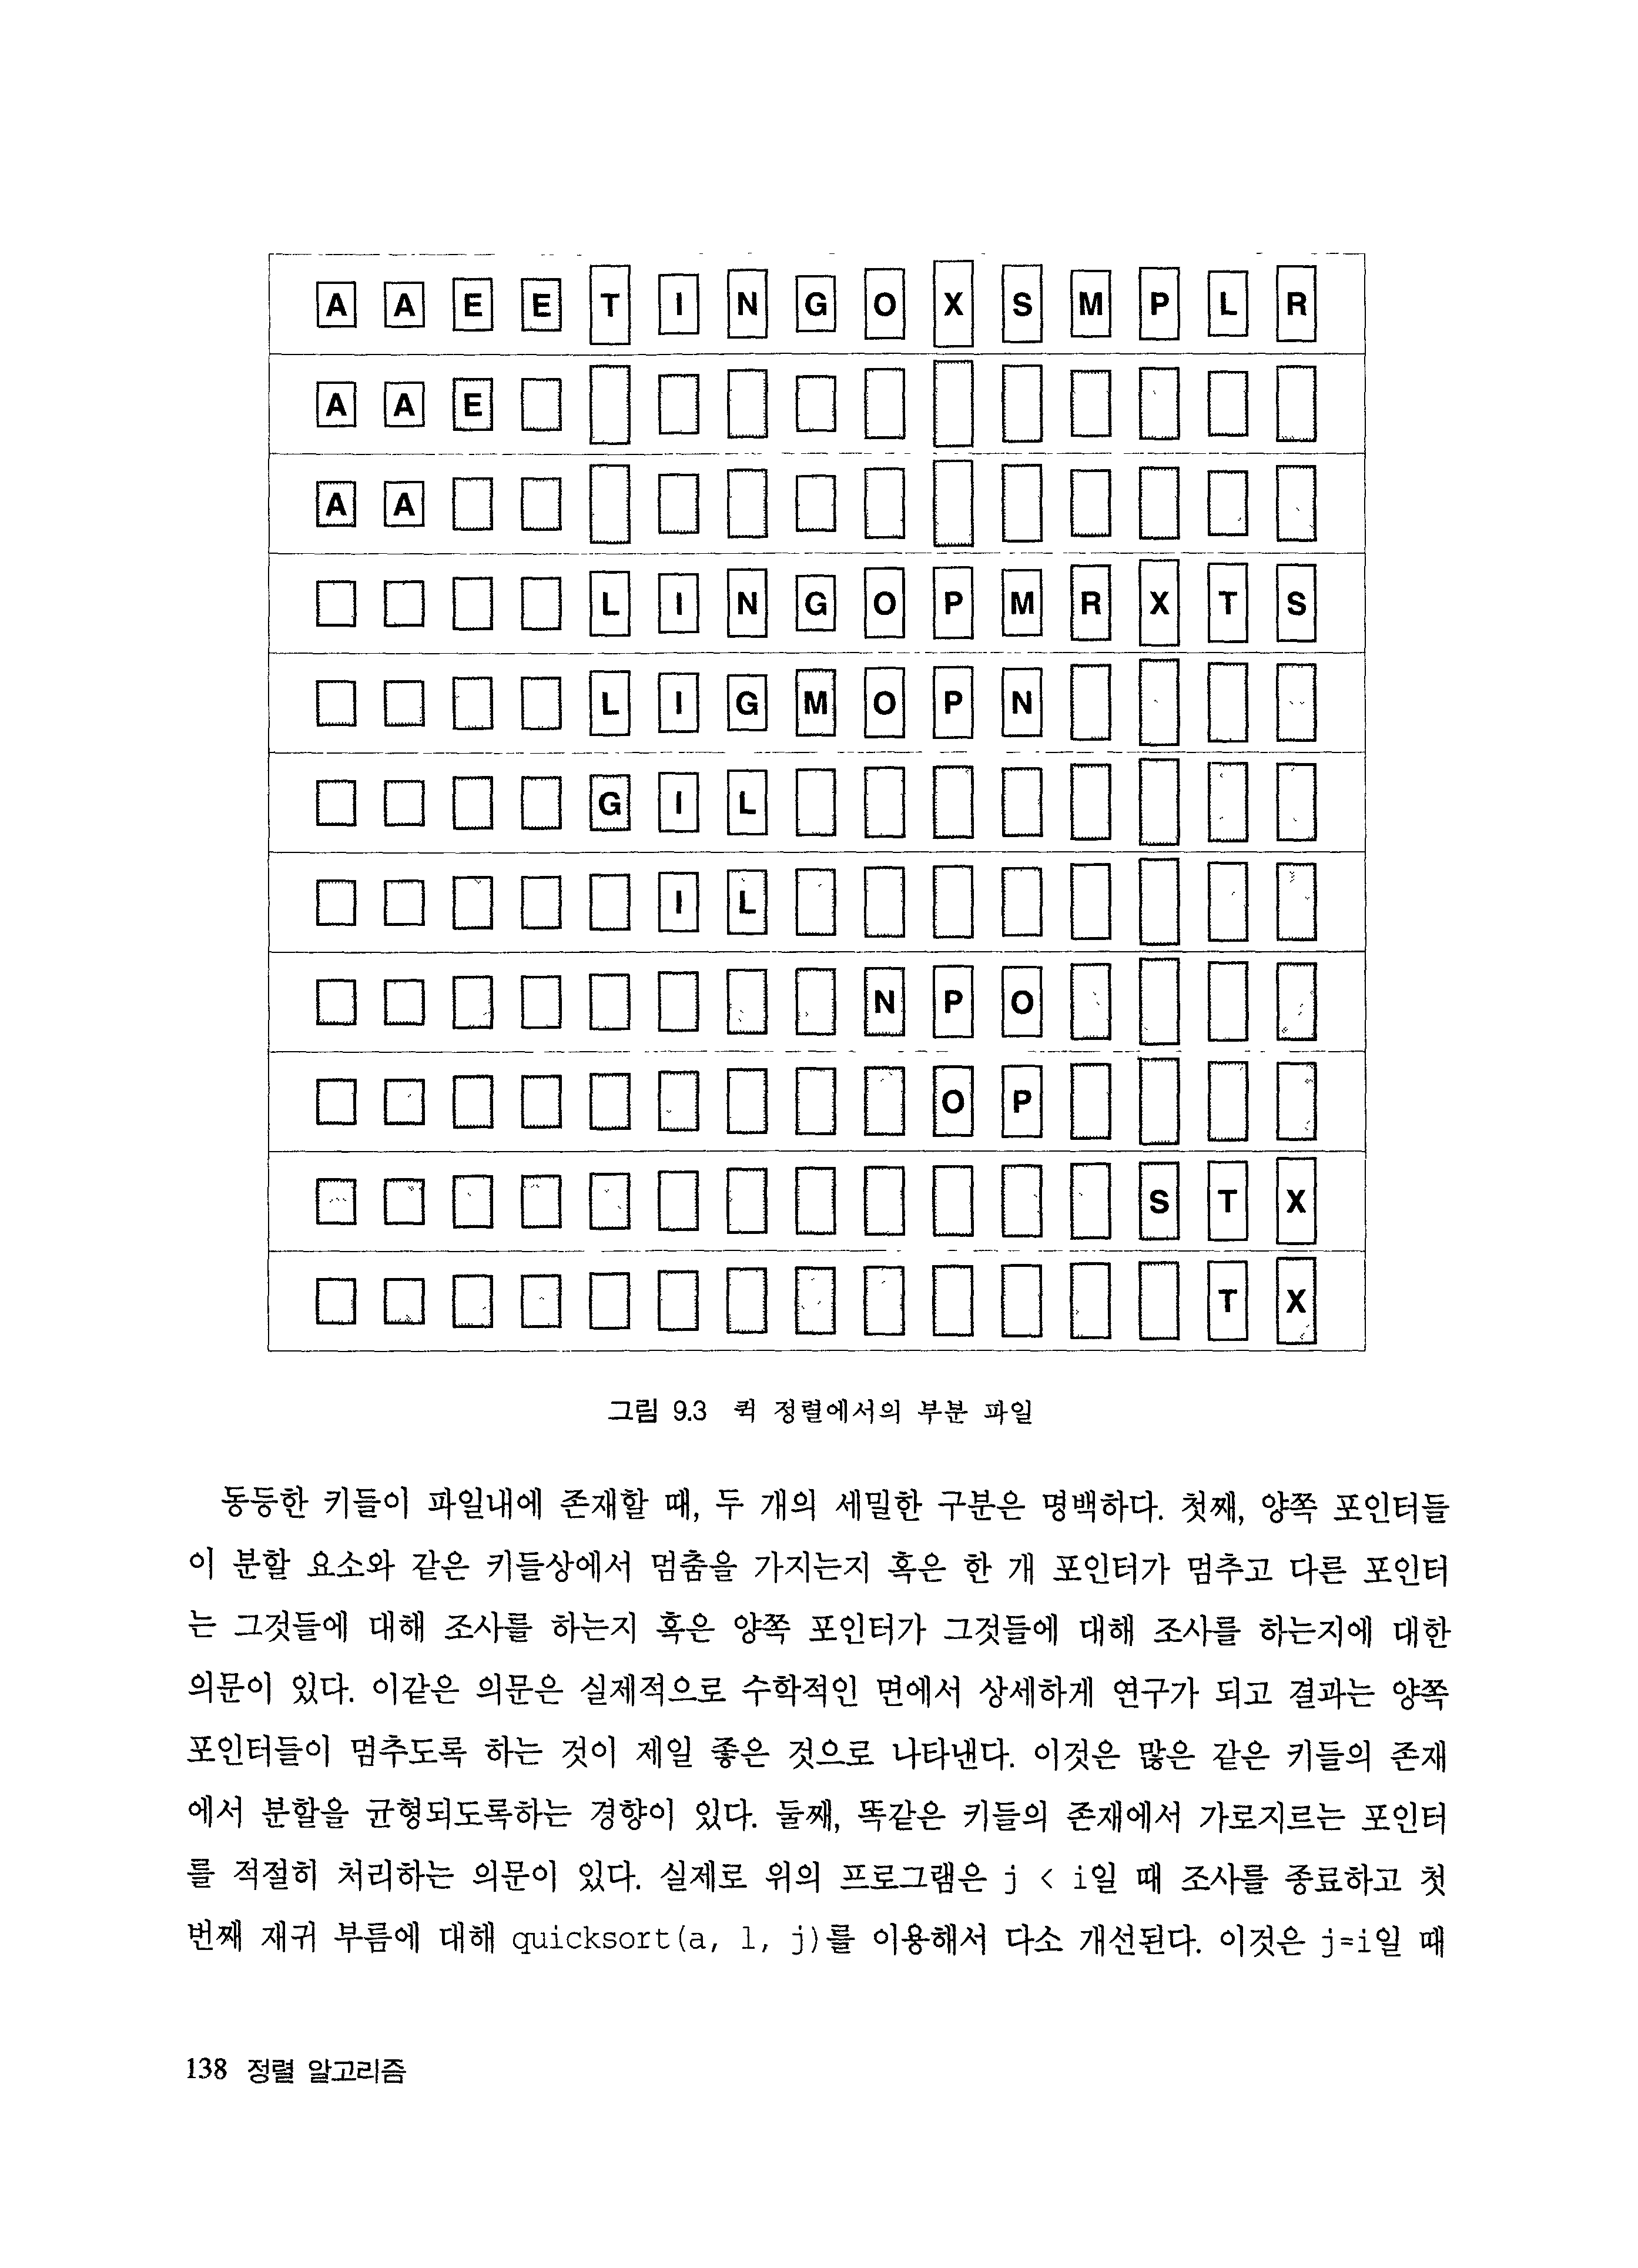 A A E E T I N G O X S M P L R
A A E
A A
L I N G O P M R X T S
L I G M O P N
G I L
I L
N P O
O P
S T X
T X
그림 9.3 퀵 정렬에서의 부분 파일
동등한 키들이 파일내에 존재할 때, 두 개의 세밀한 구분은 명백하다. 첫째, 양쪽 포인터들
이 분할 요소와 같은 키들상에서 멈춤을 가지는지 혹은 한 개 포인터가 멈추고 다른 포인터
는 그것들에 대해 조사를 하는지 혹은 양쪽 포인터가 그것들에 대해 조사를 하는지에 대한
의문이 있다. 이같은 의문은 실제적으로 수학적인 면에서 상세하게 연구가 되고 결과는 양쪽
포인터들이 멈추도록 하는 것이 제일 좋은 것으로 나타낸다. 이것은 많은 같은 키들의 존재
에서 분할을 균형되도록하는 경향이 있다. 둘째, 똑같은 키들의 존재에서 가로지르는 포인터
를 적절히 처리하는 의문이 있다. 실제로 위의 프로그램은 j < i일 때 조사를 종료하고 첫
번째 재귀 부름에 대해 quicksort(a, l, j)를 이용해서 다소 개선된다. 이것은 j=i일 때
138 정렬 알고리즘